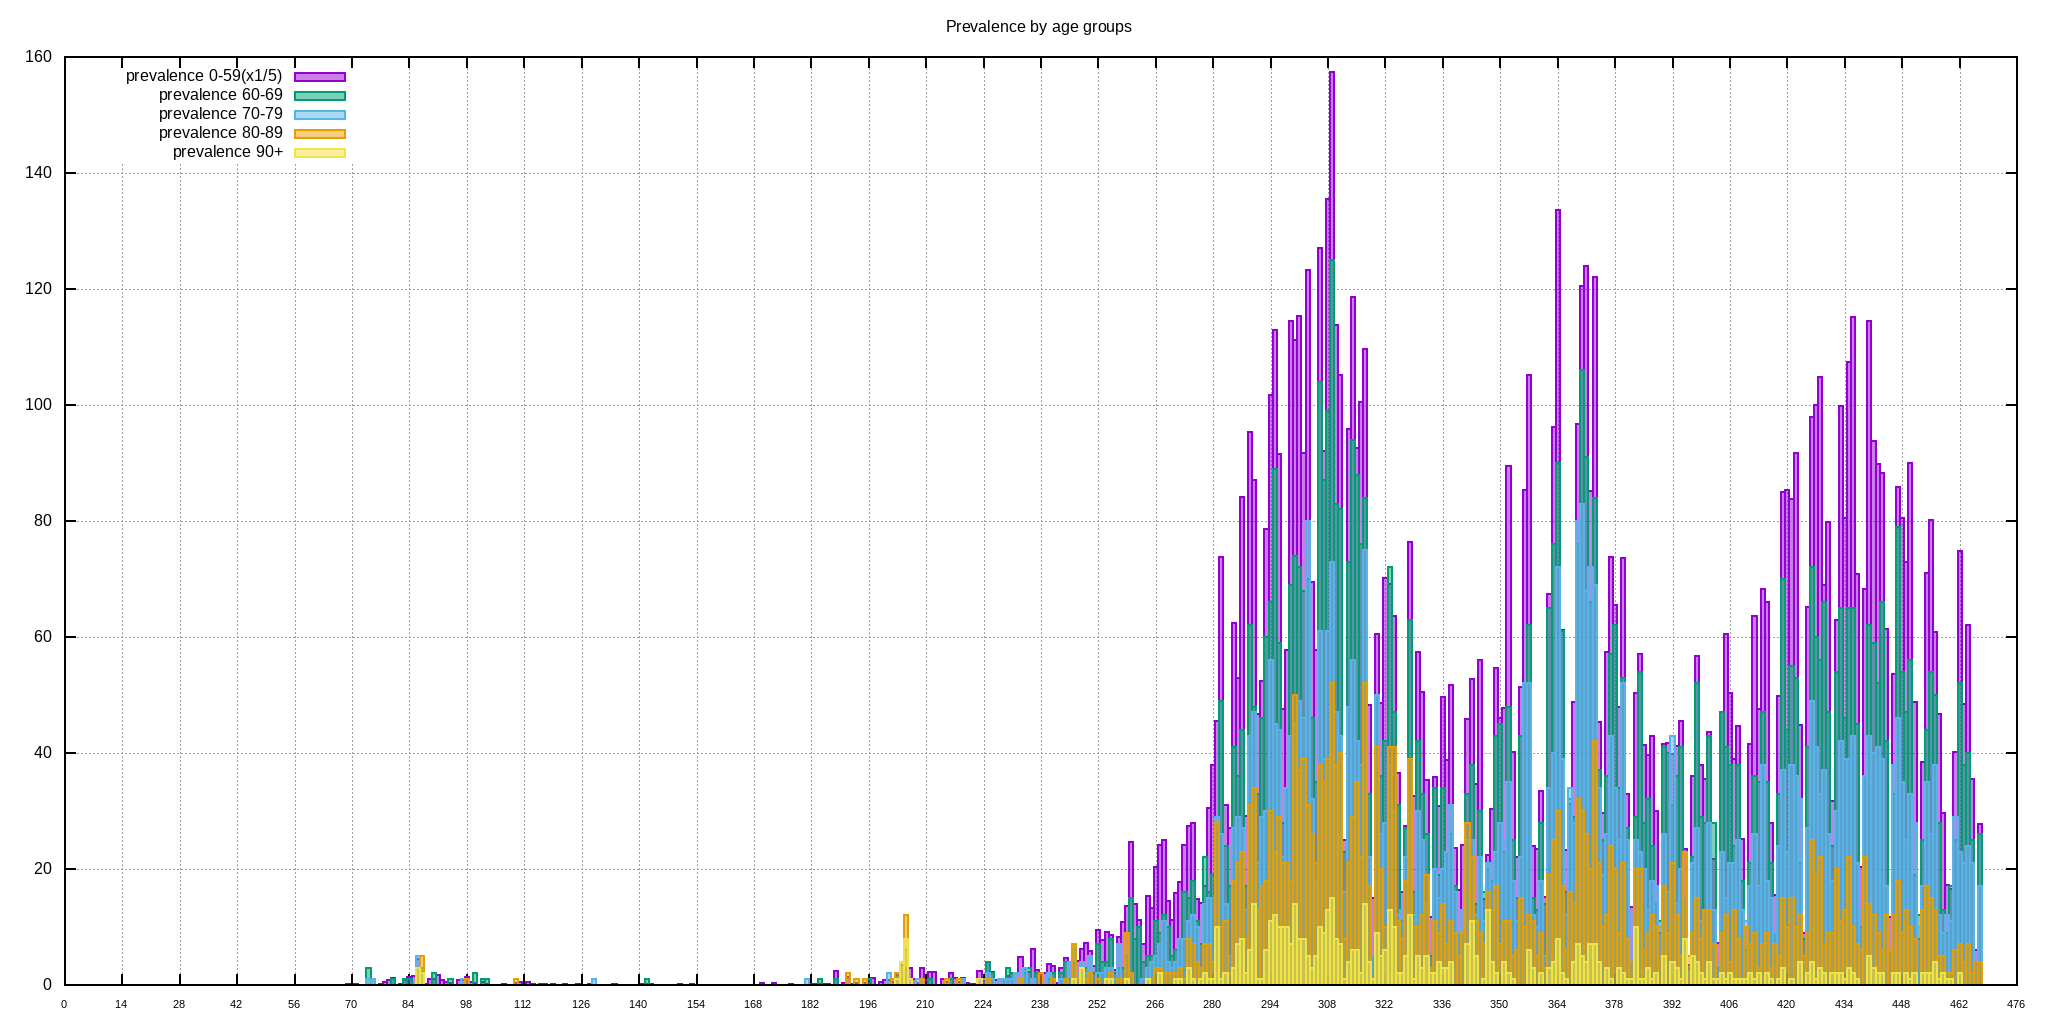 Prevalence by age groups
160
140
120
100
80
60
40
20
0
prevalence 0-59(x1/5)
prevalence 60-69
prevalence 70-79
prevalence 80-89
prevalence 90+
0 14 28 42 56 70 84 98 112 126 140 154 168 182 196 210 224 238 252 266 280 294 308 322 336 350 364 378 392 406 420 434 448 462 476